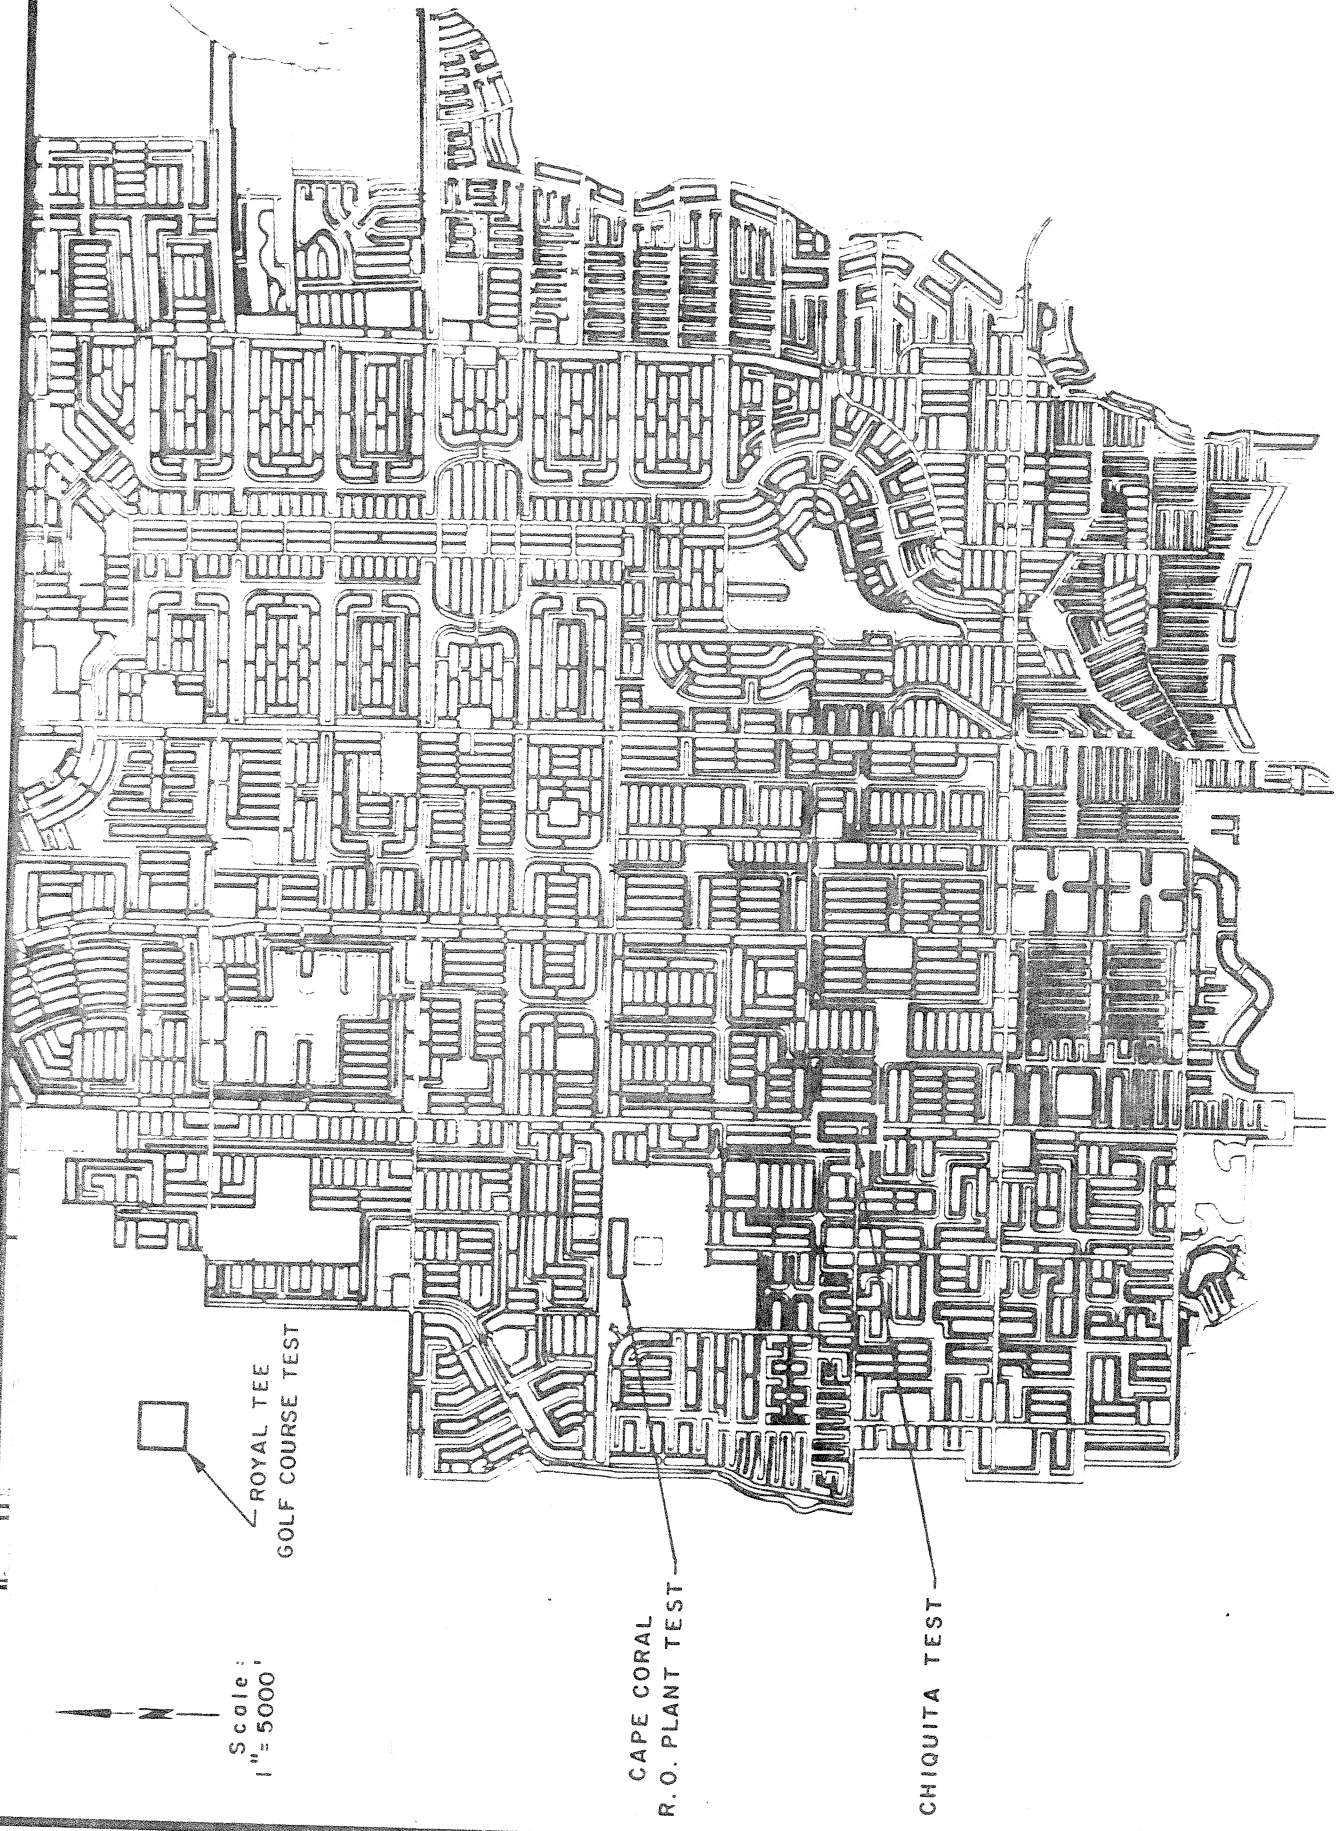 ROYAL TEE
GOLF COURSE TEST
N
Scale:
1"=5000'
CAPE CORAL
R.O. PLANT TEST
CHIQUITA TEST